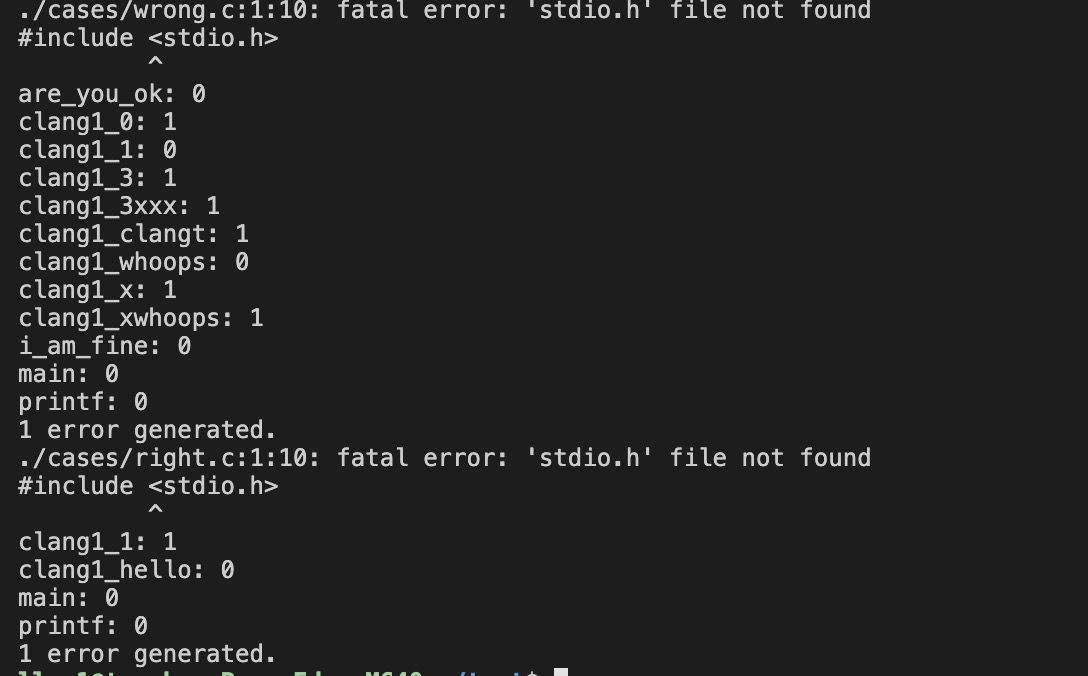 ./cases/wrong.c:1:10: fatal error: 'stdio.h' file not found
#include <stdio.h>
         ^
are_you_ok: 0
clang1_0: 1
clang1_1: 0
clang1_3: 1
clang1_3xxx: 1
clang1_clangt: 1
clang1_whoops: 0
clang1_x: 1
clang1_xwhoops: 1
i_am_fine: 0
main: 0
printf: 0
1 error generated.
./cases/right.c:1:10: fatal error: 'stdio.h' file not found
#include <stdio.h>
         ^
clang1_1: 1
clang1_hello: 0
main: 0
printf: 0
1 error generated.